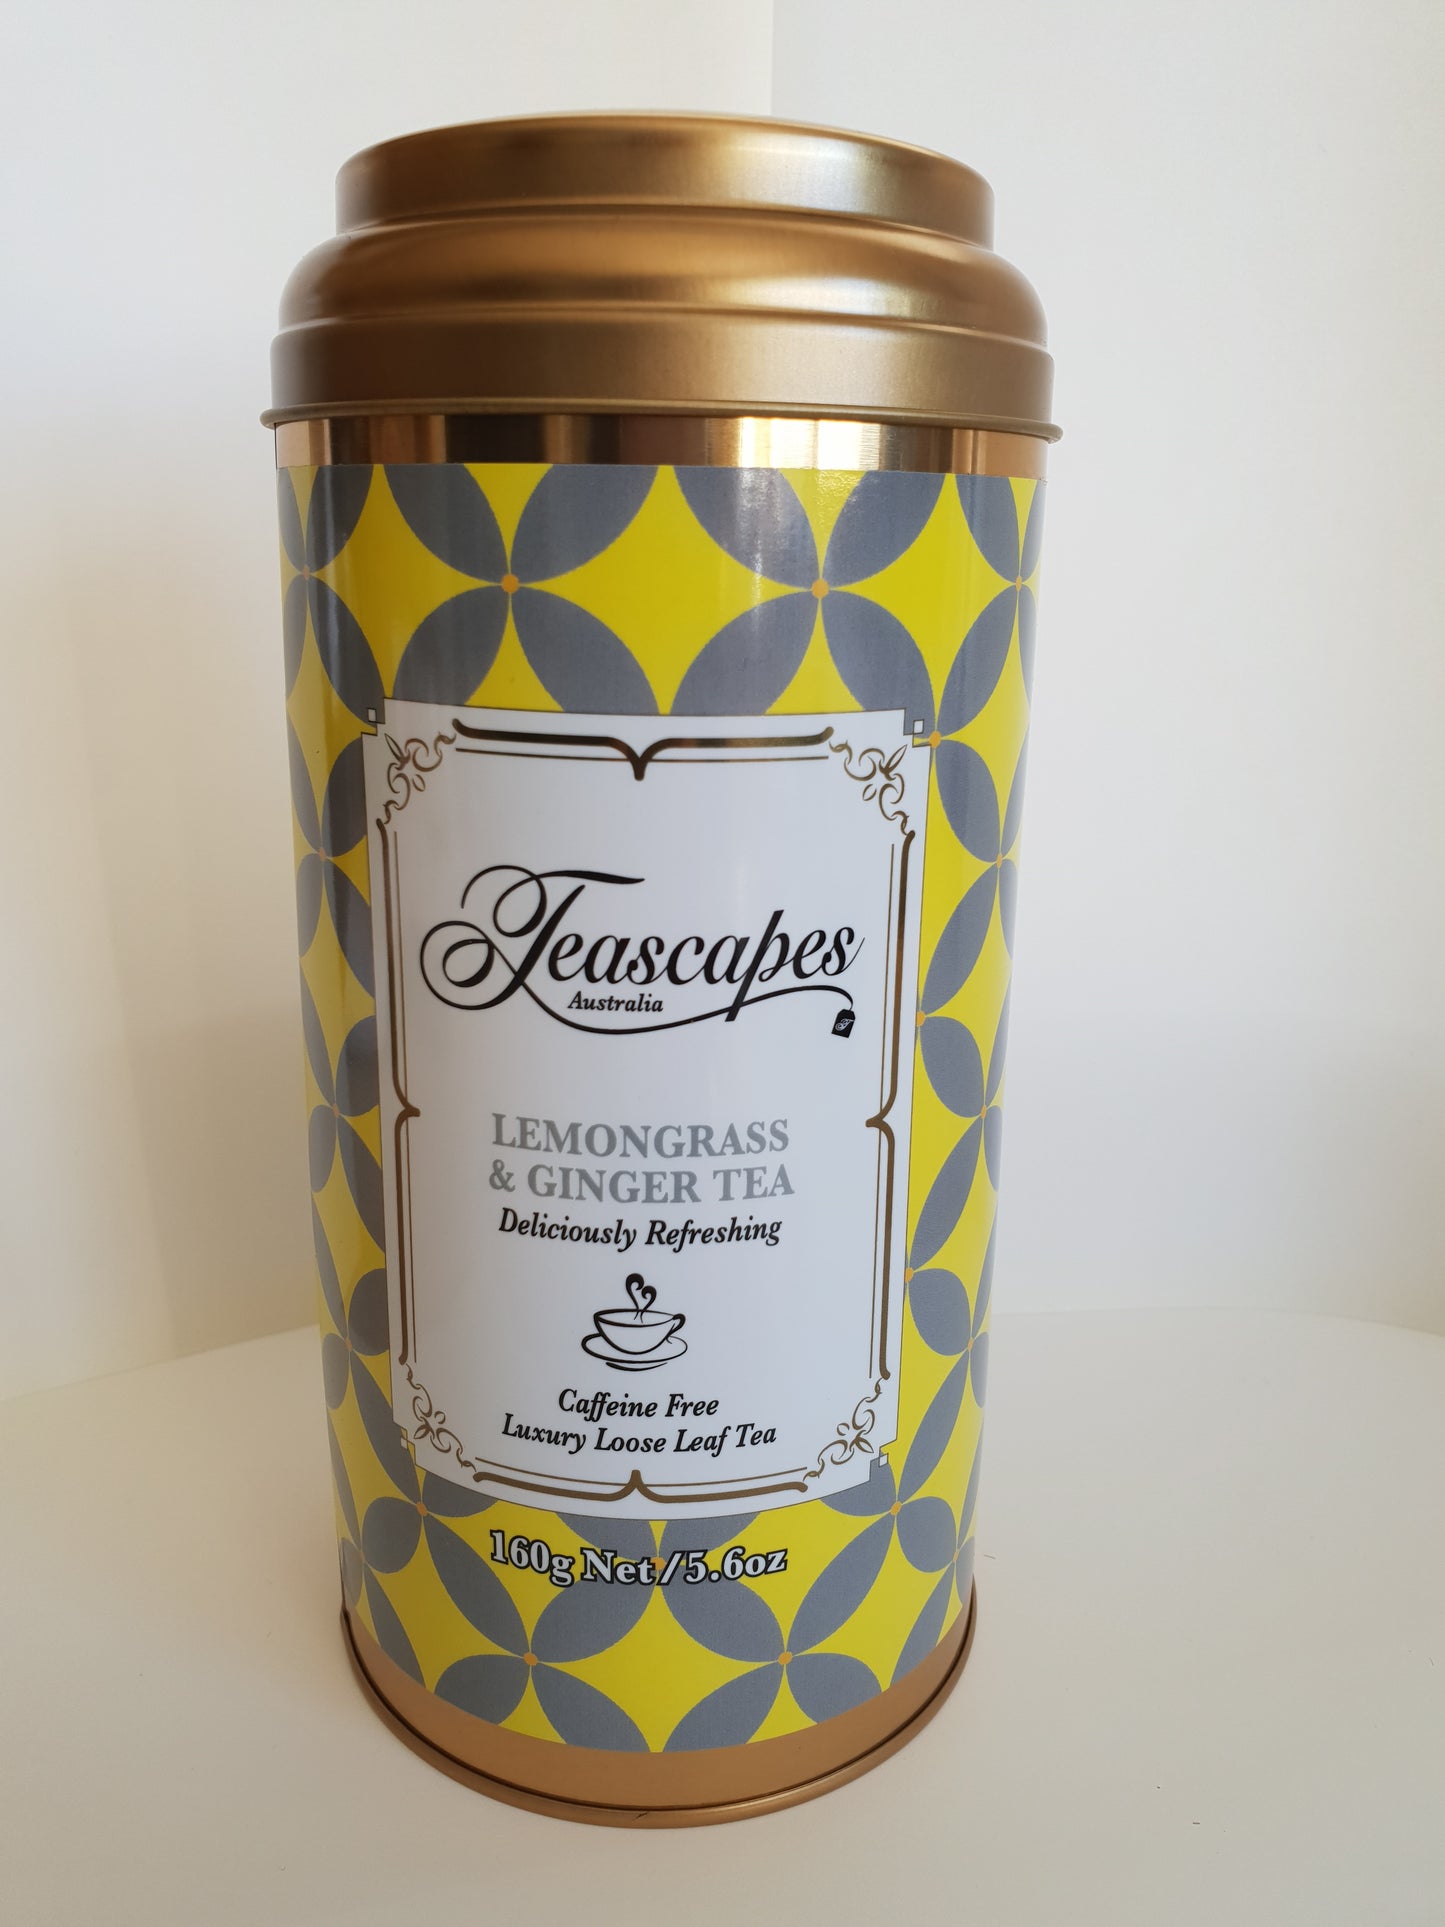 Teascapes
Australia
LEMONGRASS
& GINGER TEA
Deliciously Refreshing
Caffeine Free
Luxury Loose Leaf Tea
160g Net/5.6oz